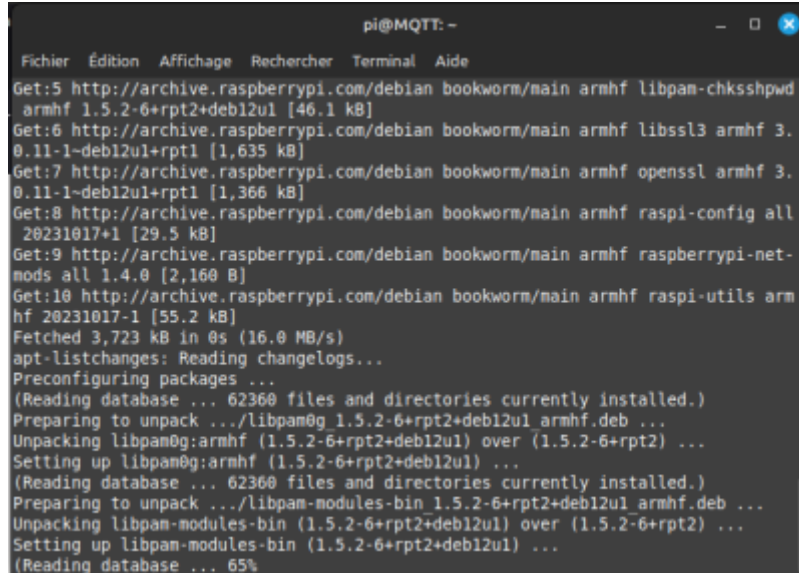 pi@MQTT: ~
Fichier Édition Affichage Rechercher Terminal Aide
Get:5 http://archive.raspberrypi.com/debian bookworm/main armhf libpam-chksshpwd
armhf 1.5.2-6+rpt2+deb12u1 [46.1 kB]
Get:6 http://archive.raspberrypi.com/debian bookworm/main armhf libssl3 armhf 3.
0.11-1~deb12u1+rpt1 [1,635 kB]
Get:7 http://archive.raspberrypi.com/debian bookworm/main armhf openssl armhf 3.
0.11-1~deb12u1+rpt1 [1,366 kB]
Get:8 http://archive.raspberrypi.com/debian bookworm/main armhf raspi-config all
20231017+1 [29.5 kB]
Get:9 http://archive.raspberrypi.com/debian bookworm/main armhf raspberrypi-net-
mods all 1.4.0 [2,160 B]
Get:10 http://archive.raspberrypi.com/debian bookworm/main armhf raspi-utils arm
hf 20231017-1 [55.2 kB]
Fetched 3,723 kB in 0s (16.0 MB/s)
apt-listchanges: Reading changelogs...
Preconfiguring packages ...
(Reading database ... 62360 files and directories currently installed.)
Preparing to unpack .../libpam0g_1.5.2-6+rpt2+deb12u1_armhf.deb ...
Unpacking libpam0g:armhf (1.5.2-6+rpt2+deb12u1) over (1.5.2-6+rpt2) ...
Setting up libpam0g:armhf (1.5.2-6+rpt2+deb12u1) ...
(Reading database ... 62360 files and directories currently installed.)
Preparing to unpack .../libpam-modules-bin_1.5.2-6+rpt2+deb12u1_armhf.deb ...
Unpacking libpam-modules-bin (1.5.2-6+rpt2+deb12u1) over (1.5.2-6+rpt2) ...
Setting up libpam-modules-bin (1.5.2-6+rpt2+deb12u1) ...
(Reading database ... 65%